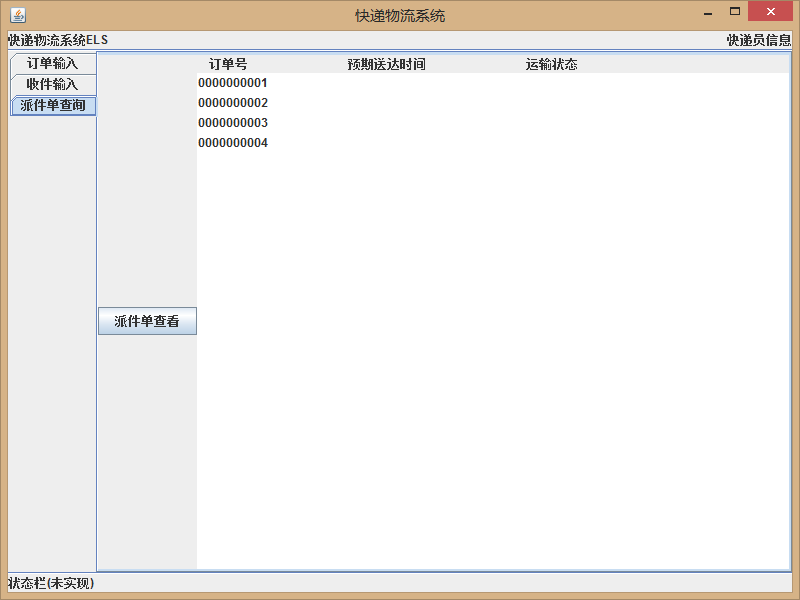 快递物流系统
快递物流系统ELS 快递员信息
订单输入
收件输入
派件单查询
订单号 预期送达时间 运输状态
0000000001
0000000002
0000000003
0000000004
派件单查看
状态栏(未实现)